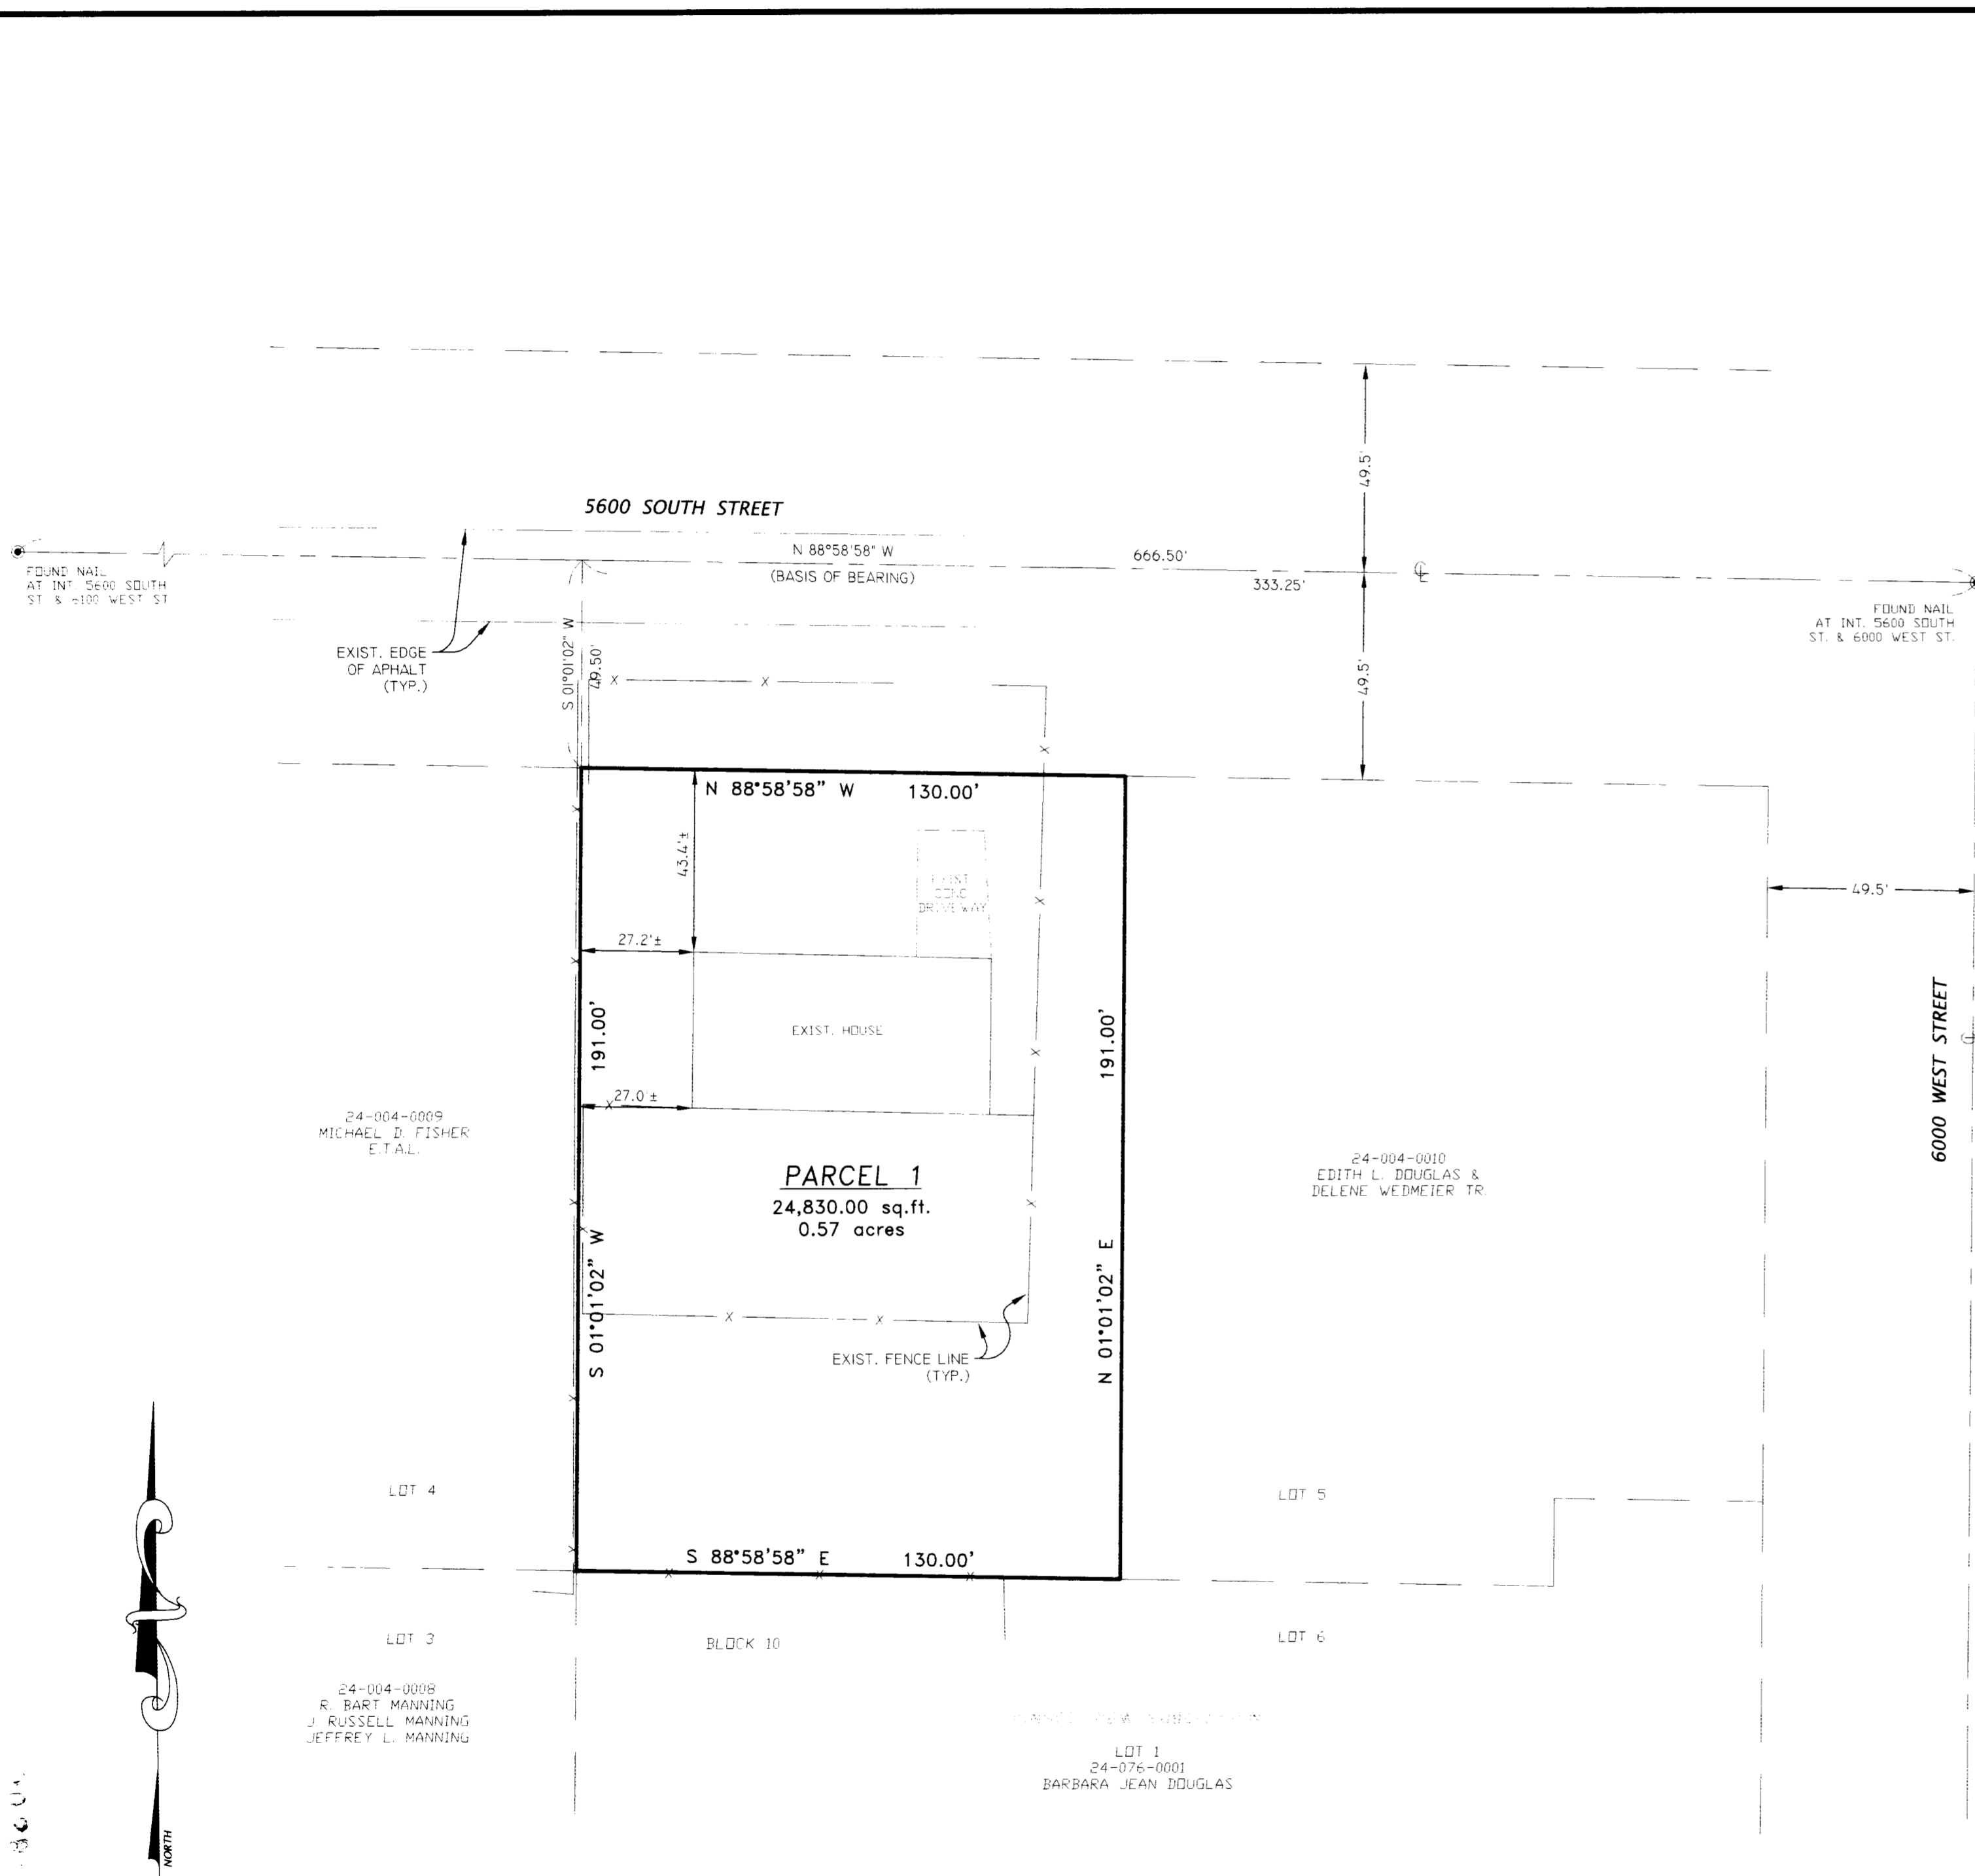 5600 SOUTH STREET
N 88°58'58" W
666.50'
(BASIS OF BEARING)
333.25'
FOUND NAIL
AT INT. 5600 SOUTH
ST. & 6100 WEST ST
FOUND NAIL
AT INT. 5600 SOUTH
ST. & 6000 WEST ST.
49.5'
49.5'
EXIST. EDGE
OF APHALT
(TYP.)
S 01°01'02" W
49.50'
N 88°58'58" W 130.00'
43.4'±
EXIST
CONC
DRIVEWAY
49.5'
27.2'±
191.00'
EXIST. HOUSE
191.00'
6000 WEST STREET
27.0'±
24-004-0009
MICHAEL D. FISHER
E.T.A.L.
PARCEL 1
24,830.00 sq.ft.
0.57 acres
24-004-0010
EDITH L. DOUGLAS &
DELENE WEDMEIER TR.
S 01°01'02" W
N 01°01'02" E
EXIST. FENCE LINE
(TYP.)
LOT 4
LOT 5
S 88°58'58" E 130.00'
LOT 3
BLOCK 10
LOT 6
24-004-0008
R. BART MANNING
J. RUSSELL MANNING
JEFFREY L. MANNING
LOT 1
24-076-0001
BARBARA JEAN DOUGLAS
NORTH